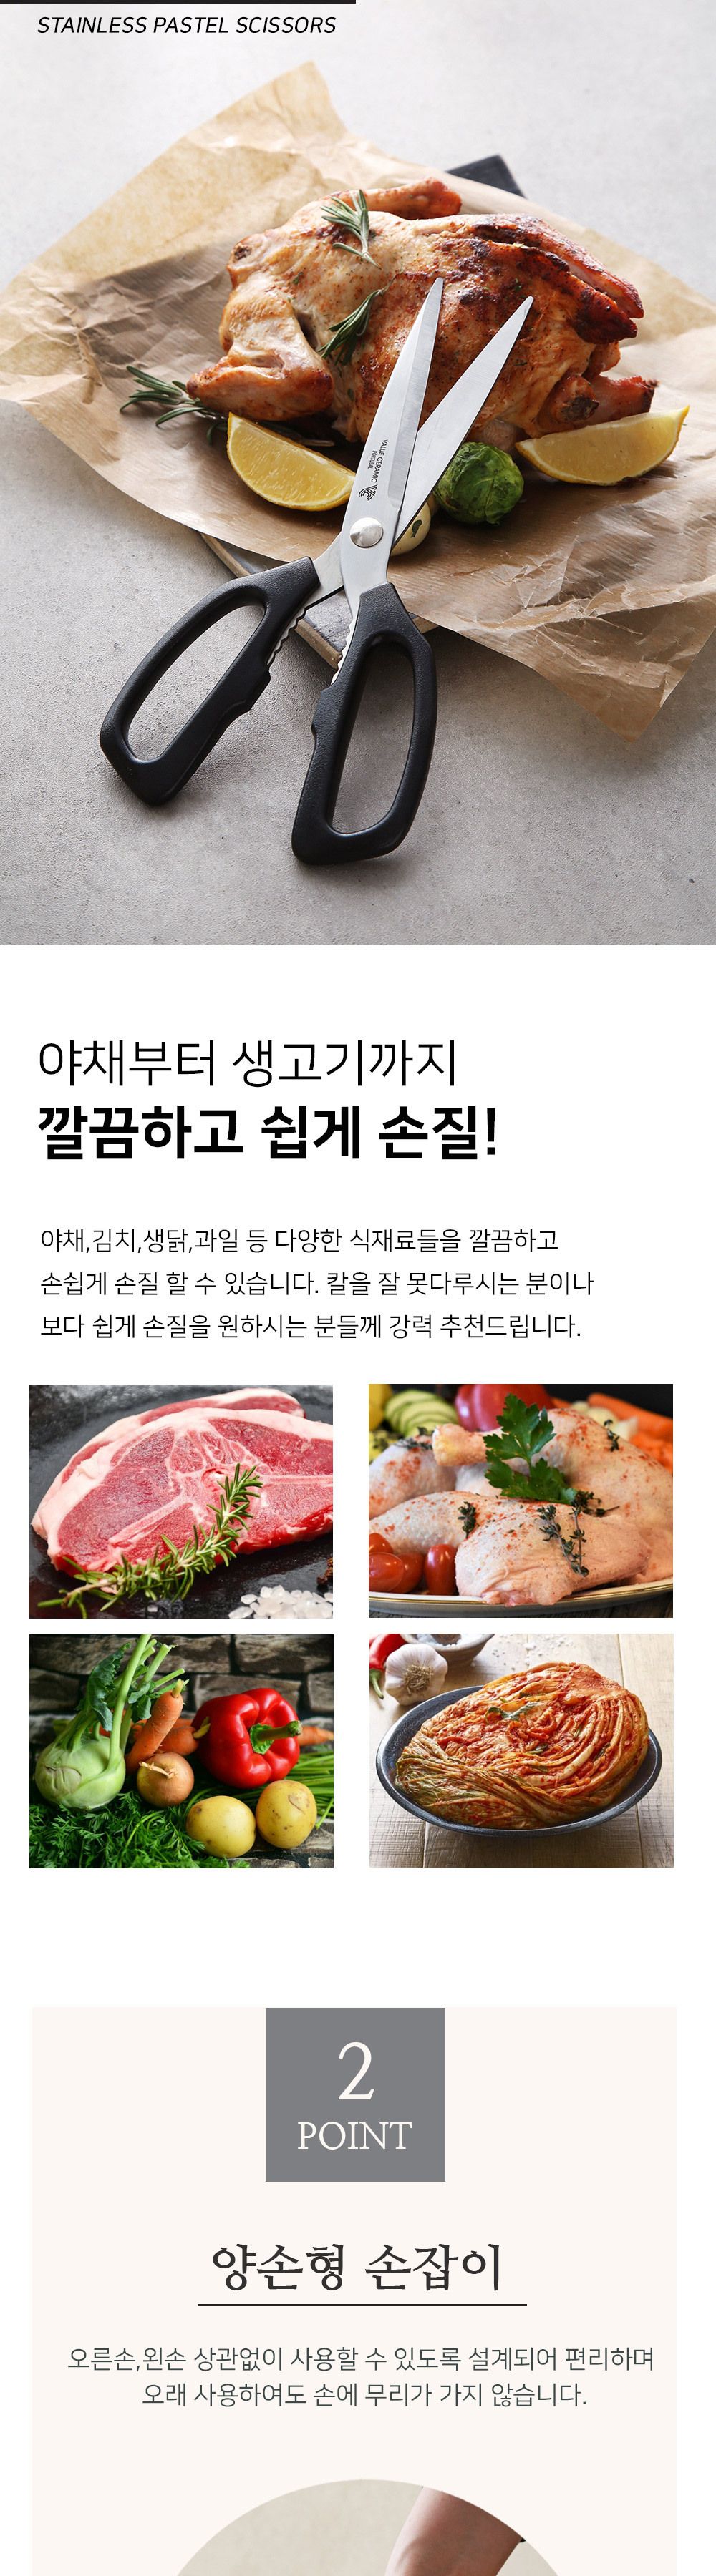 STAINLESS PASTEL SCISSORS
VALUE CERAMIC
PORTUGAL
야채부터 생고기까지
깔끔하고 쉽게 손질!
야채,김치,생닭,과일 등 다양한 식재료들을 깔끔하고
손쉽게 손질 할 수 있습니다. 칼을 잘 못다루시는 분이나
보다 쉽게 손질을 원하시는 분들께 강력 추천드립니다.
2
POINT
양손형 손잡이
오른손,왼손 상관없이 사용할 수 있도록 설계되어 편리하며
오래 사용하여도 손에 무리가 가지 않습니다.